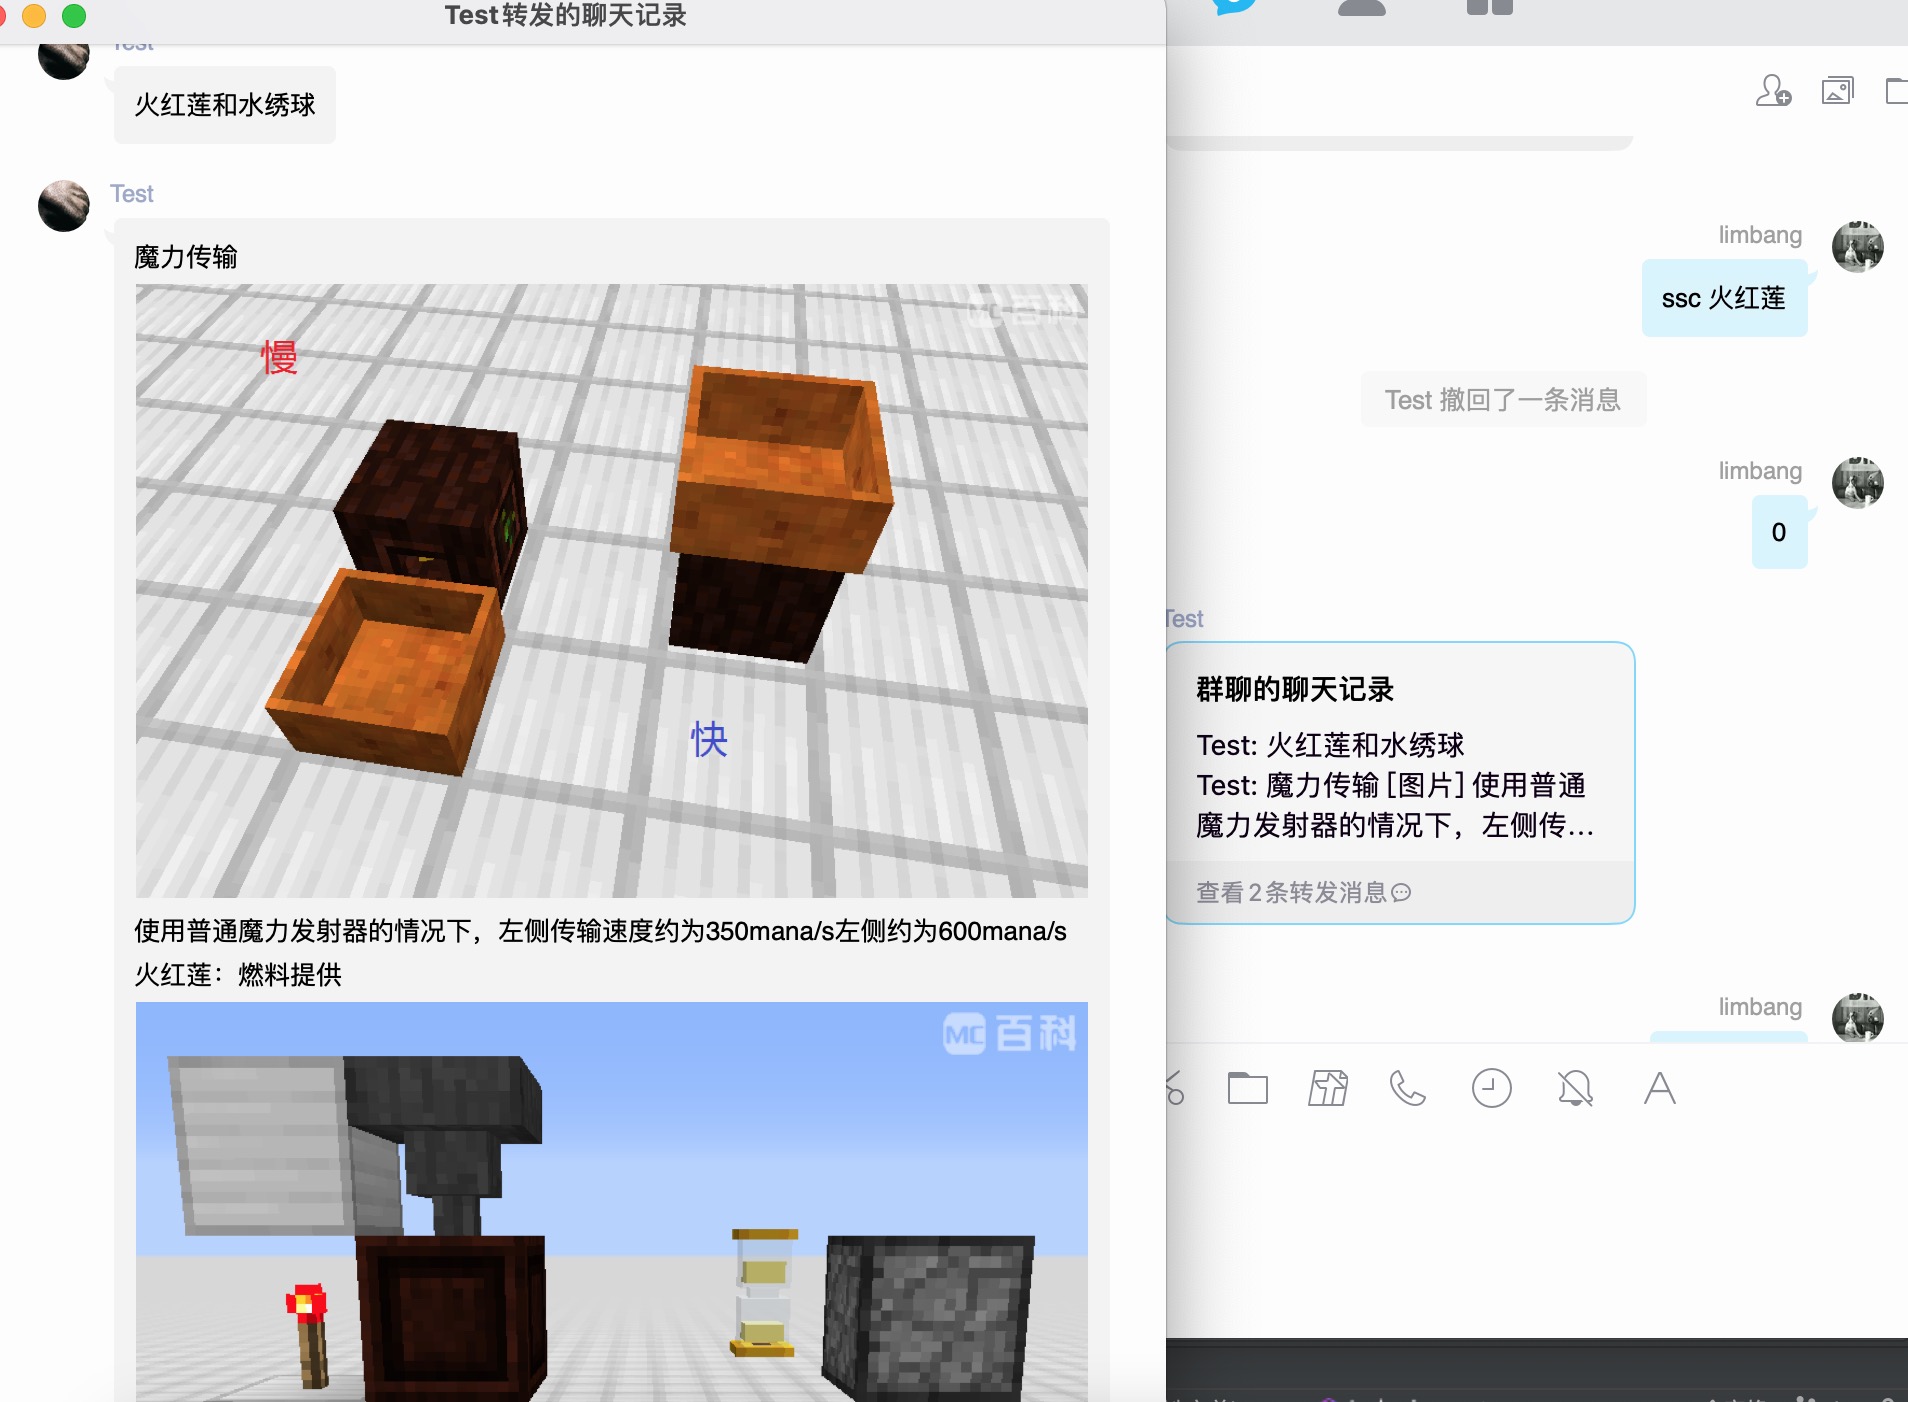 Test转发的聊天记录
Test
火红莲和水绣球
Test
魔力传输
MC百科
慢
快
使用普通魔力发射器的情况下，左侧传输速度约为350mana/s左侧约为600mana/s
火红莲：燃料提供
MC百科
limbang
ssc 火红莲
Test 撤回了一条消息
limbang
0
Test
群聊的聊天记录
Test: 火红莲和水绣球
Test: 魔力传输 [图片] 使用普通
魔力发射器的情况下，左侧传...
查看2条转发消息
limbang